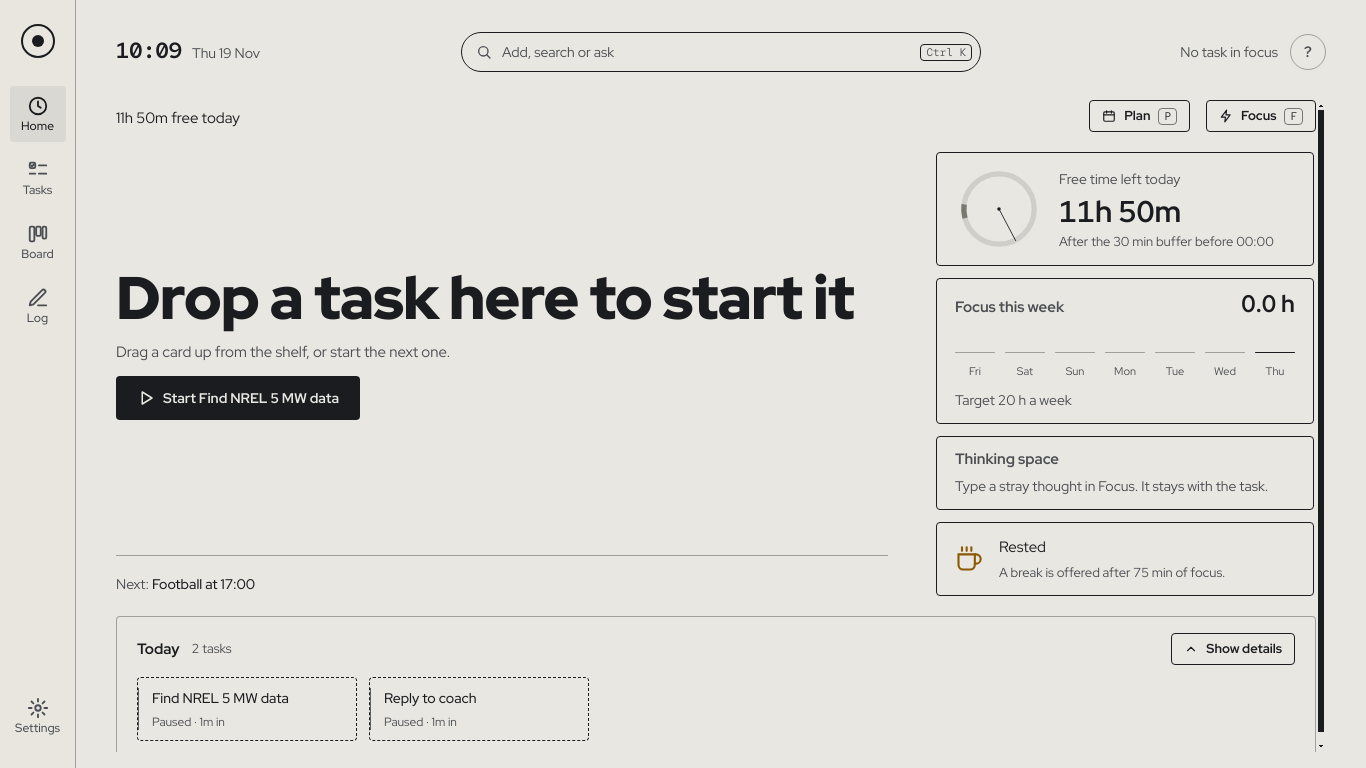 10:09 Thu 19 Nov
Add, search or ask
Ctrl K
No task in focus
?
Home
Tasks
Board
Log
Settings
11h 50m free today
Plan P
Focus F
Drop a task here to start it
Drag a card up from the shelf, or start the next one.
Start Find NREL 5 MW data
Next: Football at 17:00
Free time left today
11h 50m
After the 30 min buffer before 00:00
Focus this week 0.0 h
Fri Sat Sun Mon Tue Wed Thu
Target 20 h a week
Thinking space
Type a stray thought in Focus. It stays with the task.
Rested
A break is offered after 75 min of focus.
Today 2 tasks
Show details
Find NREL 5 MW data
Paused · 1m in
Reply to coach
Paused · 1m in